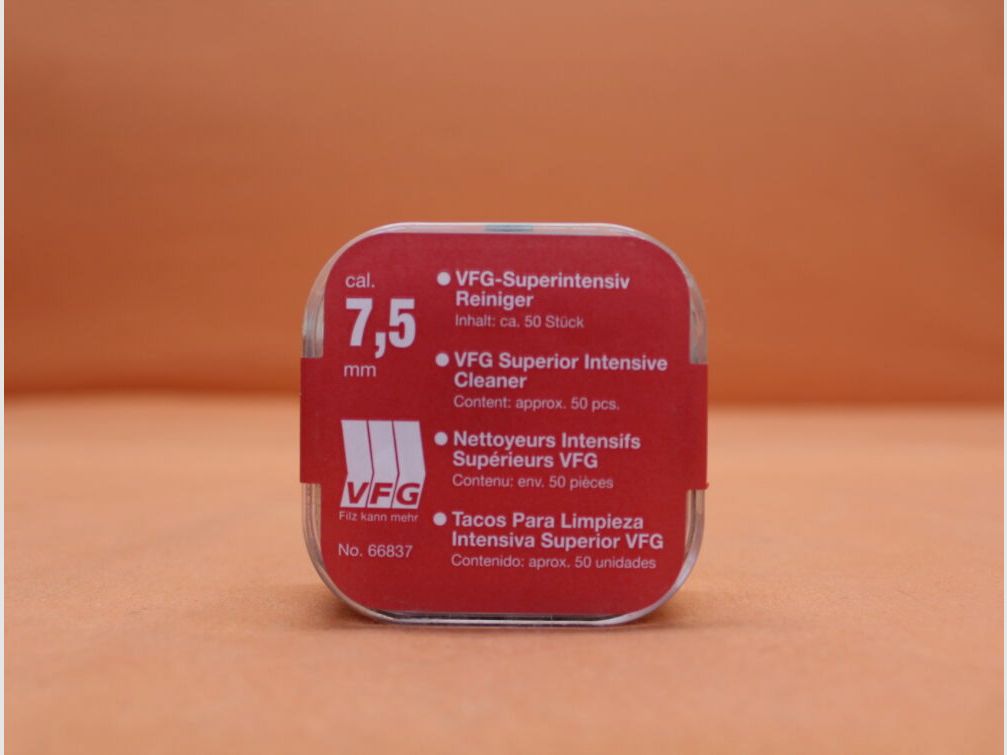 cal.
7,5
mm
VFG
Filz kann mehr
No. 66837
● VFG-Superintensiv
Reiniger
Inhalt: ca. 50 Stück
● VFG Superior Intensive
Cleaner
Content: approx. 50 pcs.
● Nettoyeurs Intensifs
Supérieurs VFG
Contenu: env. 50 pièces
● Tacos Para Limpieza
Intensiva Superior VFG
Contenido: aprox. 50 unidades